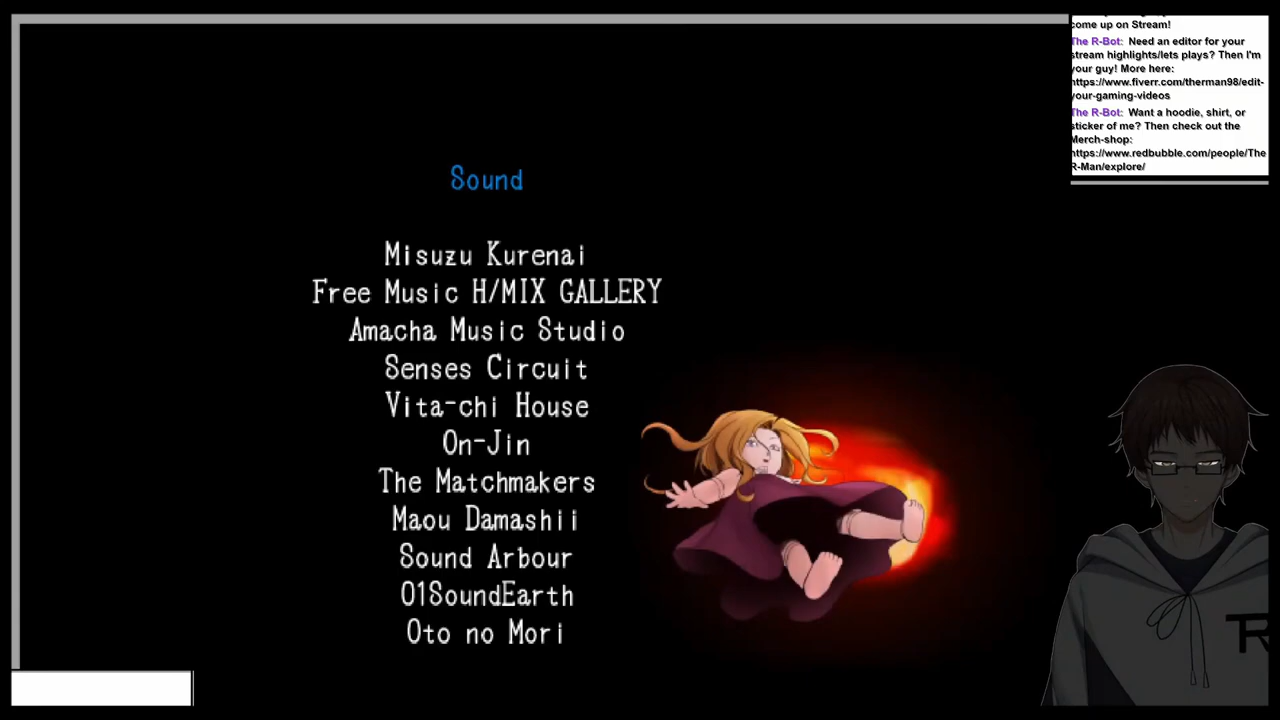 Sound
Misuzu Kurenai
Free Music H/MIX GALLERY
Amacha Music Studio
Senses Circuit
Vita-chi House
On-Jin
The Matchmakers
Maou Damashii
Sound Arbour
01SoundEarth
Oto no Mori
come up on Stream!
The R-Bot: Need an editor for your
stream highlights/lets plays? Then I'm
your guy! More here:
https://www.fiverr.com/therman98/edit-
your-gaming-videos
The R-Bot: Want a hoodie, shirt, or
sticker of me? Then check out the
Merch-shop:
https://www.redbubble.com/people/The
R-Man/explore/
TR